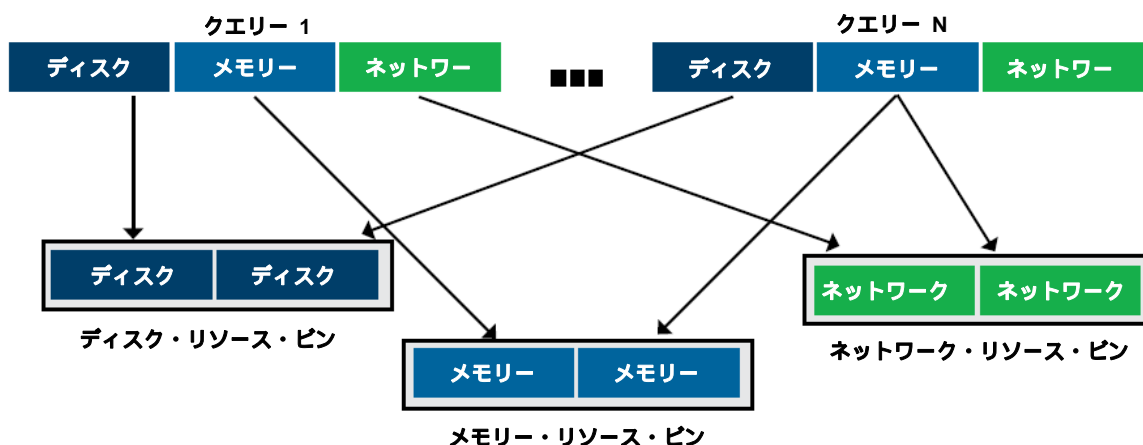 クエリー 1
クエリー N
ディスク メモリー ネットワー
ディスク メモリー ネットワー
ディスク ディスク
ディスク・リソース・ビン
ネットワーク ネットワーク
ネットワーク・リソース・ビン
メモリー メモリー
メモリー・リソース・ビン